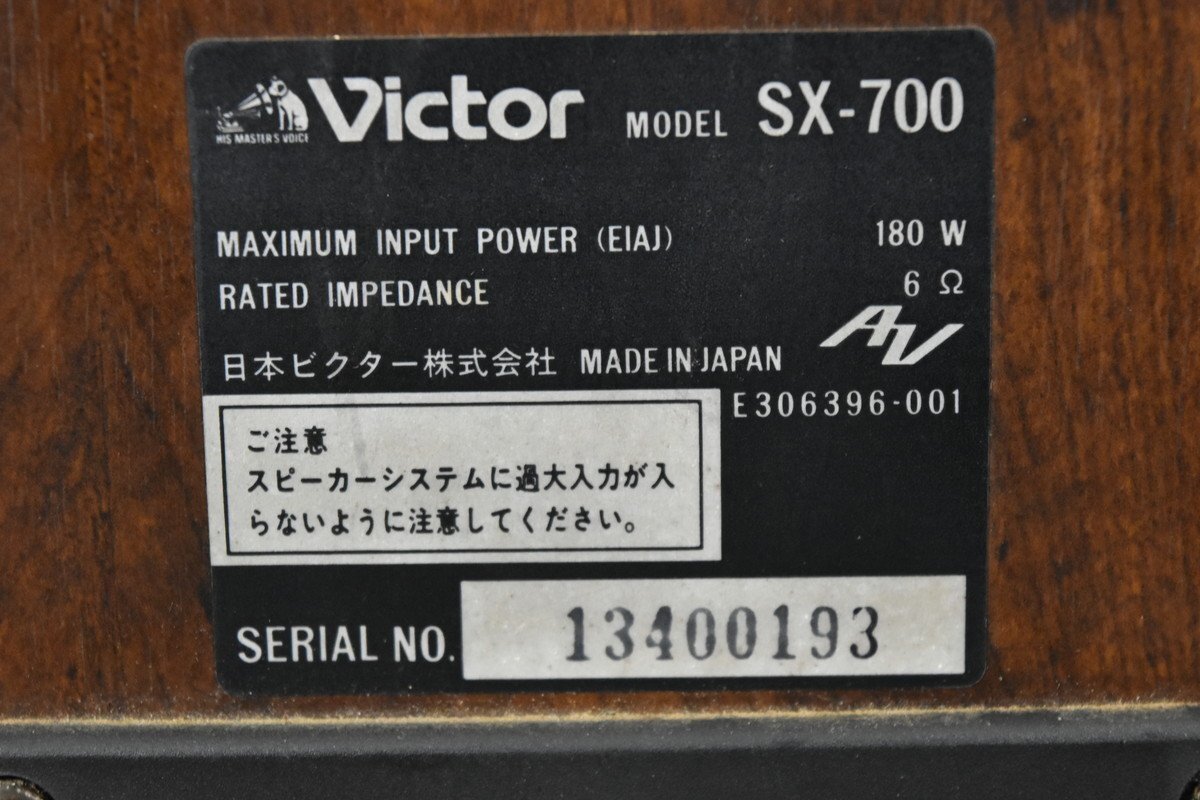 Victor MODEL SX-700
HIS MASTER'S VOICE
MAXIMUM INPUT POWER (EIAJ) 180 W
RATED IMPEDANCE 6 Ω
AV
日本ビクター株式会社 MADE IN JAPAN
E306396-001
ご注意
スピーカーシステムに過大入力が入
らないように注意してください。
SERIAL NO. 13400193